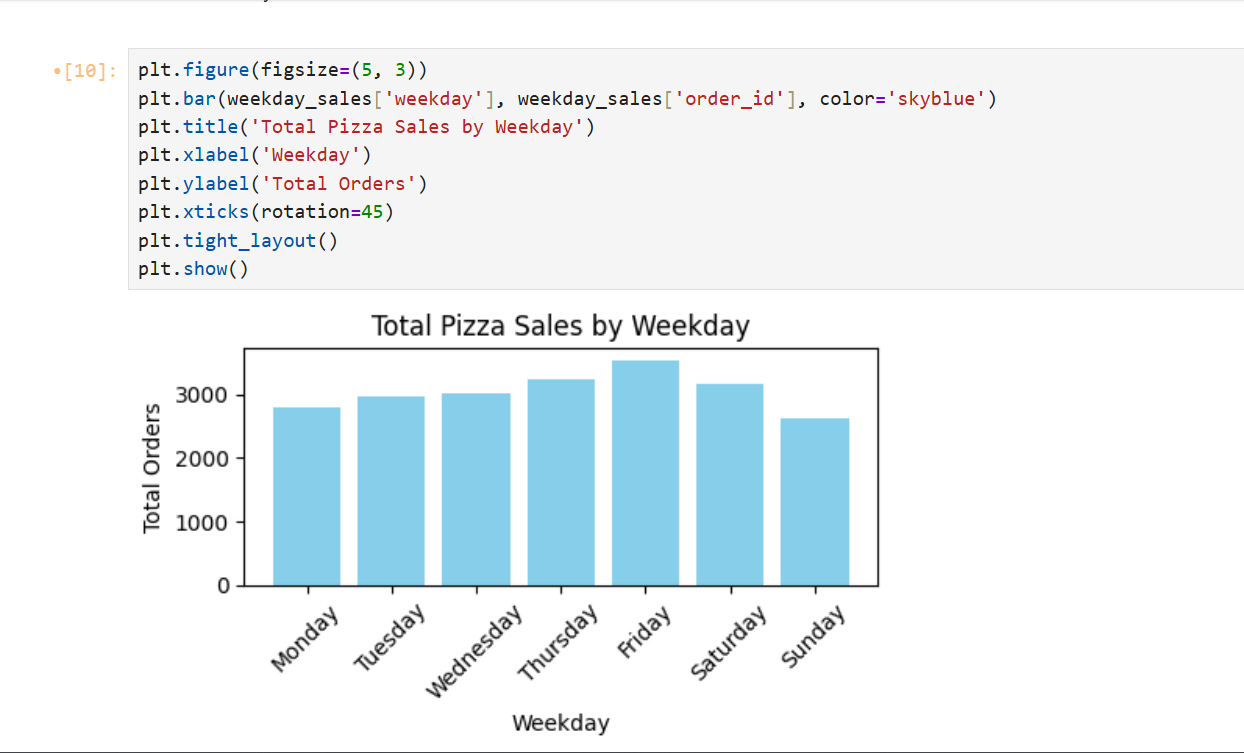 [10]:
plt.figure(figsize=(5, 3))
plt.bar(weekday_sales['weekday'], weekday_sales['order_id'], color='skyblue')
plt.title('Total Pizza Sales by Weekday')
plt.xlabel('Weekday')
plt.ylabel('Total Orders')
plt.xticks(rotation=45)
plt.tight_layout()
plt.show()
Total Pizza Sales by Weekday
Total Orders
3000
2000
1000
0
Monday
Tuesday
Wednesday
Thursday
Friday
Saturday
Sunday
Weekday